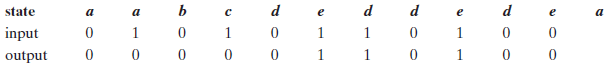 state a a b c d e d d e d e a
input 0 1 0 1 0 1 1 0 1 0 0
output 0 0 0 0 0 1 1 0 1 0 0